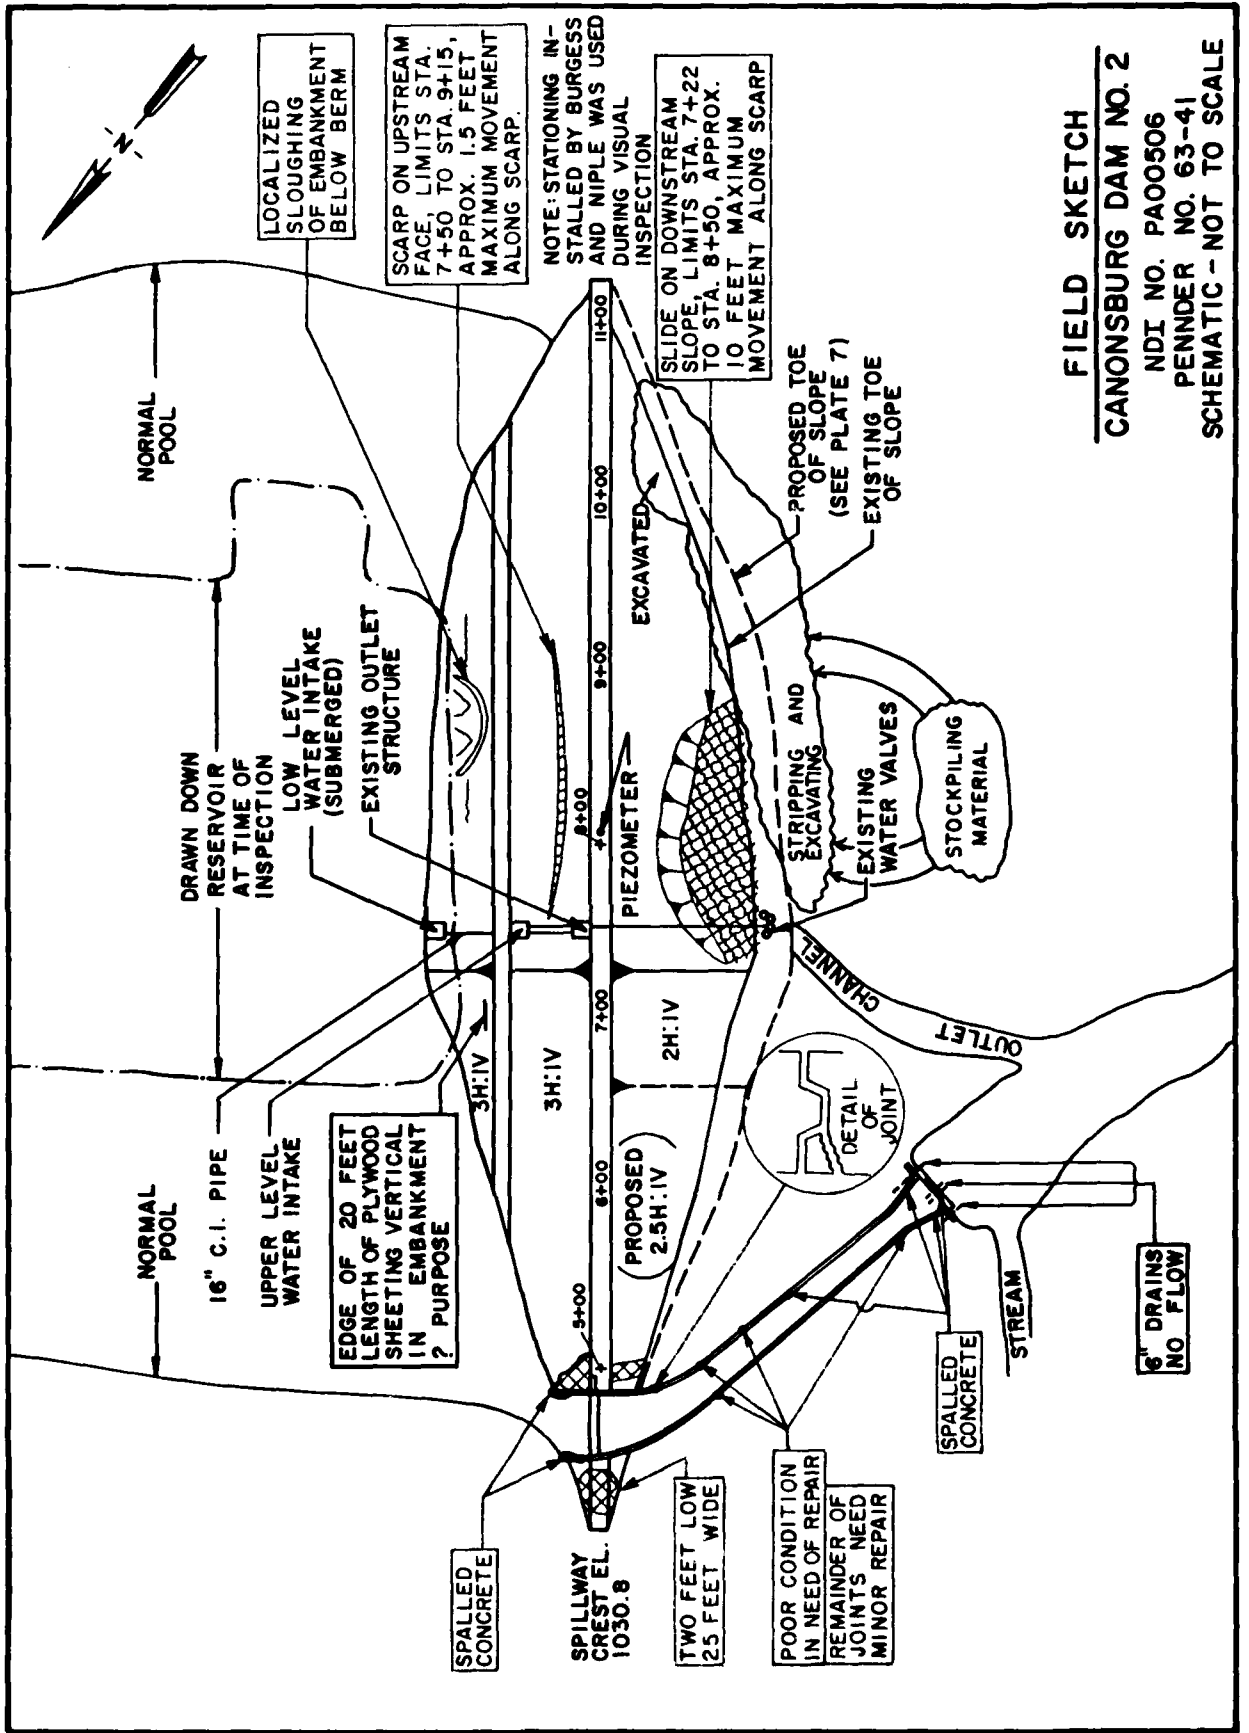 NORMAL
POOL
DRAWN DOWN
RESERVOIR
AT TIME OF
INSPECTION
NORMAL
POOL
N
LOCALIZED
SLOUGHING
OF EMBANKMENT
BELOW BERM
SCARP ON UPSTREAM
FACE, LIMITS STA.
7+50 TO STA. 9+15,
APPROX. 1.5 FEET
MAXIMUM MOVEMENT
ALONG SCARP.
NOTE: STATIONING IN-
STALLED BY BURGESS
AND NIPLE WAS USED
DURING VISUAL
INSPECTION
SLIDE ON DOWNSTREAM
SLOPE, LIMITS STA. 7+22
TO STA. 8+50, APPROX.
10 FEET MAXIMUM
MOVEMENT ALONG SCARP
16" C.I. PIPE
UPPER LEVEL
WATER INTAKE
LOW LEVEL
WATER INTAKE
(SUBMERGED)
EXISTING OUTLET
STRUCTURE
EDGE OF 20 FEET
LENGTH OF PLYWOOD
SHEETING VERTICAL
IN EMBANKMENT
? PURPOSE
3H:1V
3H:1V
2H:1V
PROPOSED
2.5H:1V
5+00
6+00
7+00
8+00
9+00
10+00
11+00
PIEZOMETER
EXCAVATED
PROPOSED TOE
OF SLOPE
(SEE PLATE 7)
EXISTING TOE
OF SLOPE
STRIPPING AND
EXCAVATING
EXISTING
WATER VALVES
STOCKPILING
MATERIAL
OUTLET CHANNEL
DETAIL
OF
JOINT
SPALLED
CONCRETE
SPILLWAY
CREST EL.
1030.8
TWO FEET LOW
25 FEET WIDE
POOR CONDITION
IN NEED OF REPAIR
REMAINDER OF
JOINTS NEED
MINOR REPAIR
SPALLED
CONCRETE
STREAM
6" DRAINS
NO FLOW
FIELD SKETCH
CANONSBURG DAM NO. 2
NDI NO. PA00506
PENNDER NO. 63-41
SCHEMATIC - NOT TO SCALE